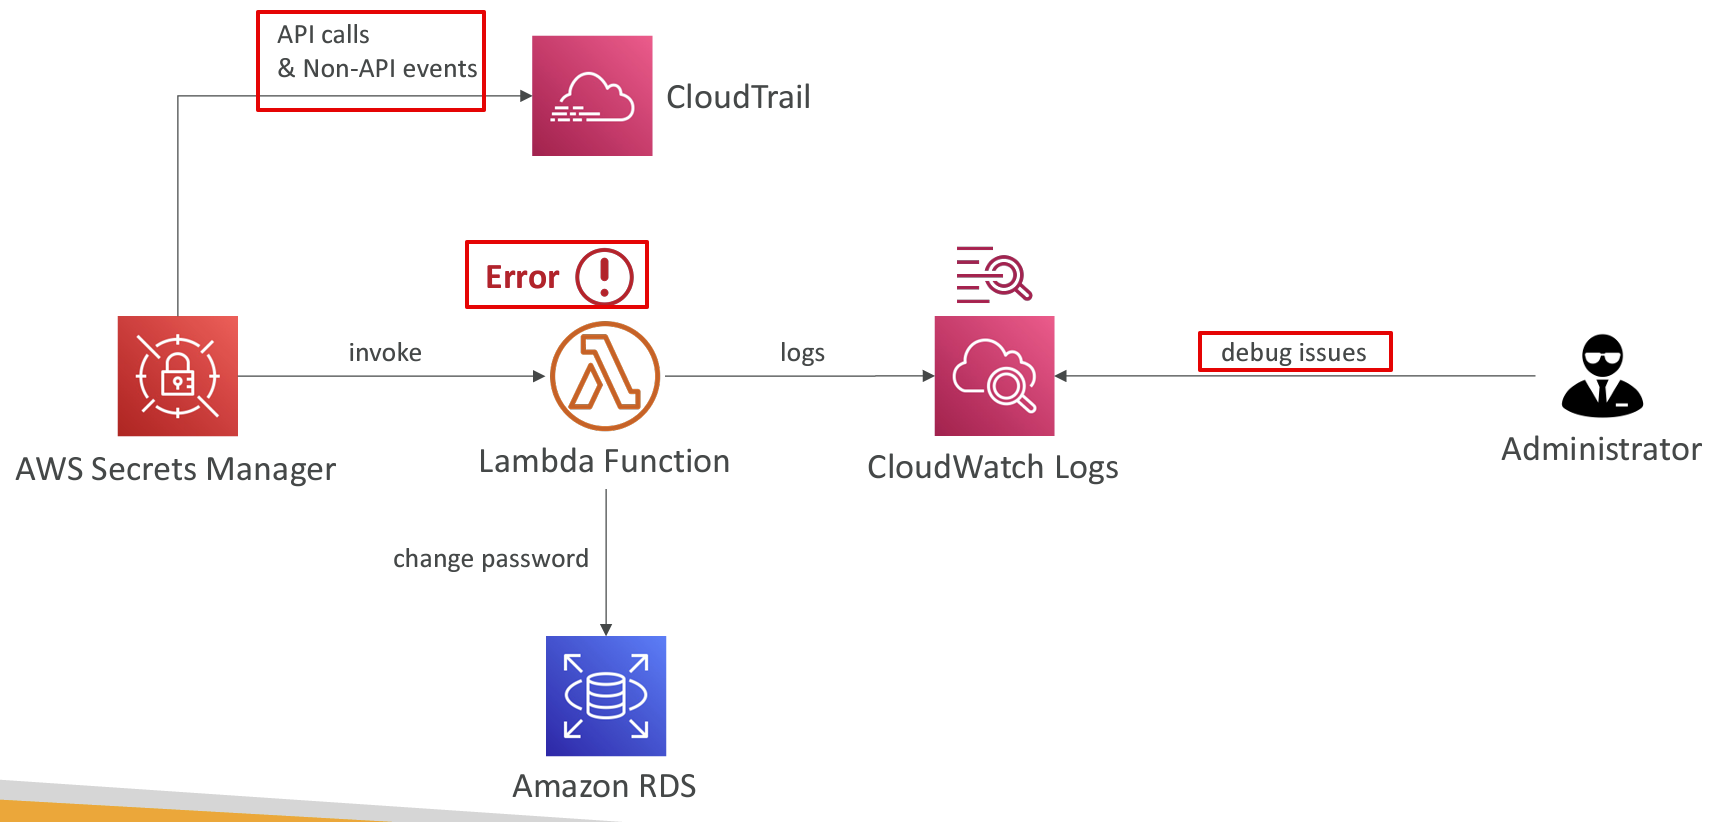 API calls
& Non-API events
CloudTrail
Error
invoke
logs
debug issues
AWS Secrets Manager
Lambda Function
CloudWatch Logs
Administrator
change password
Amazon RDS